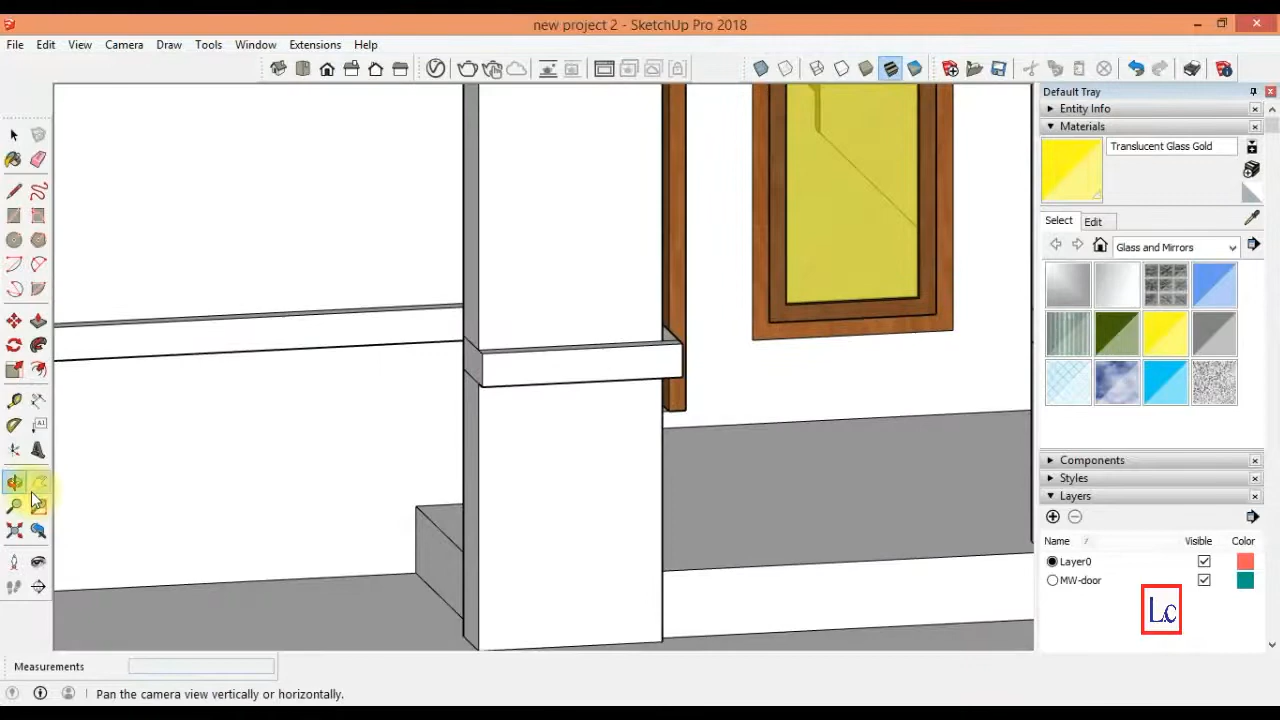 new project 2 - SketchUp Pro 2018
File Edit View Camera Draw Tools Window Extensions Help
Default Tray
Entity Info
Materials
Translucent Glass Gold
Select Edit
Glass and Mirrors
A1
Components
Styles
Layers
Name Visible Color
Layer0
MW-door
Lc
Measurements
Pan the camera view vertically or horizontally.